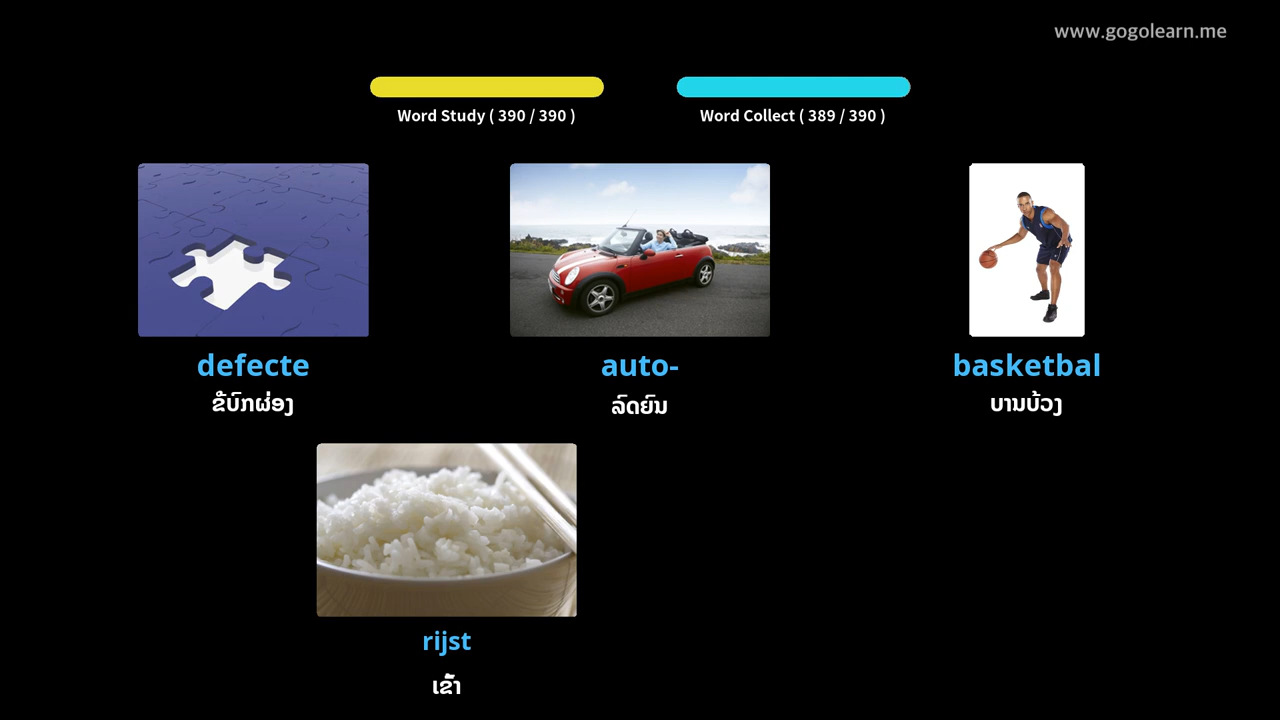 www.gogolearn.me
Word Study ( 390 / 390 )
Word Collect ( 389 / 390 )
defecte
auto-
basketbal
ຂໍ້ບົກຜ່ອງ
ລົດຍົນ
ບານບ້ວງ
rijst
ເຂົ້າ